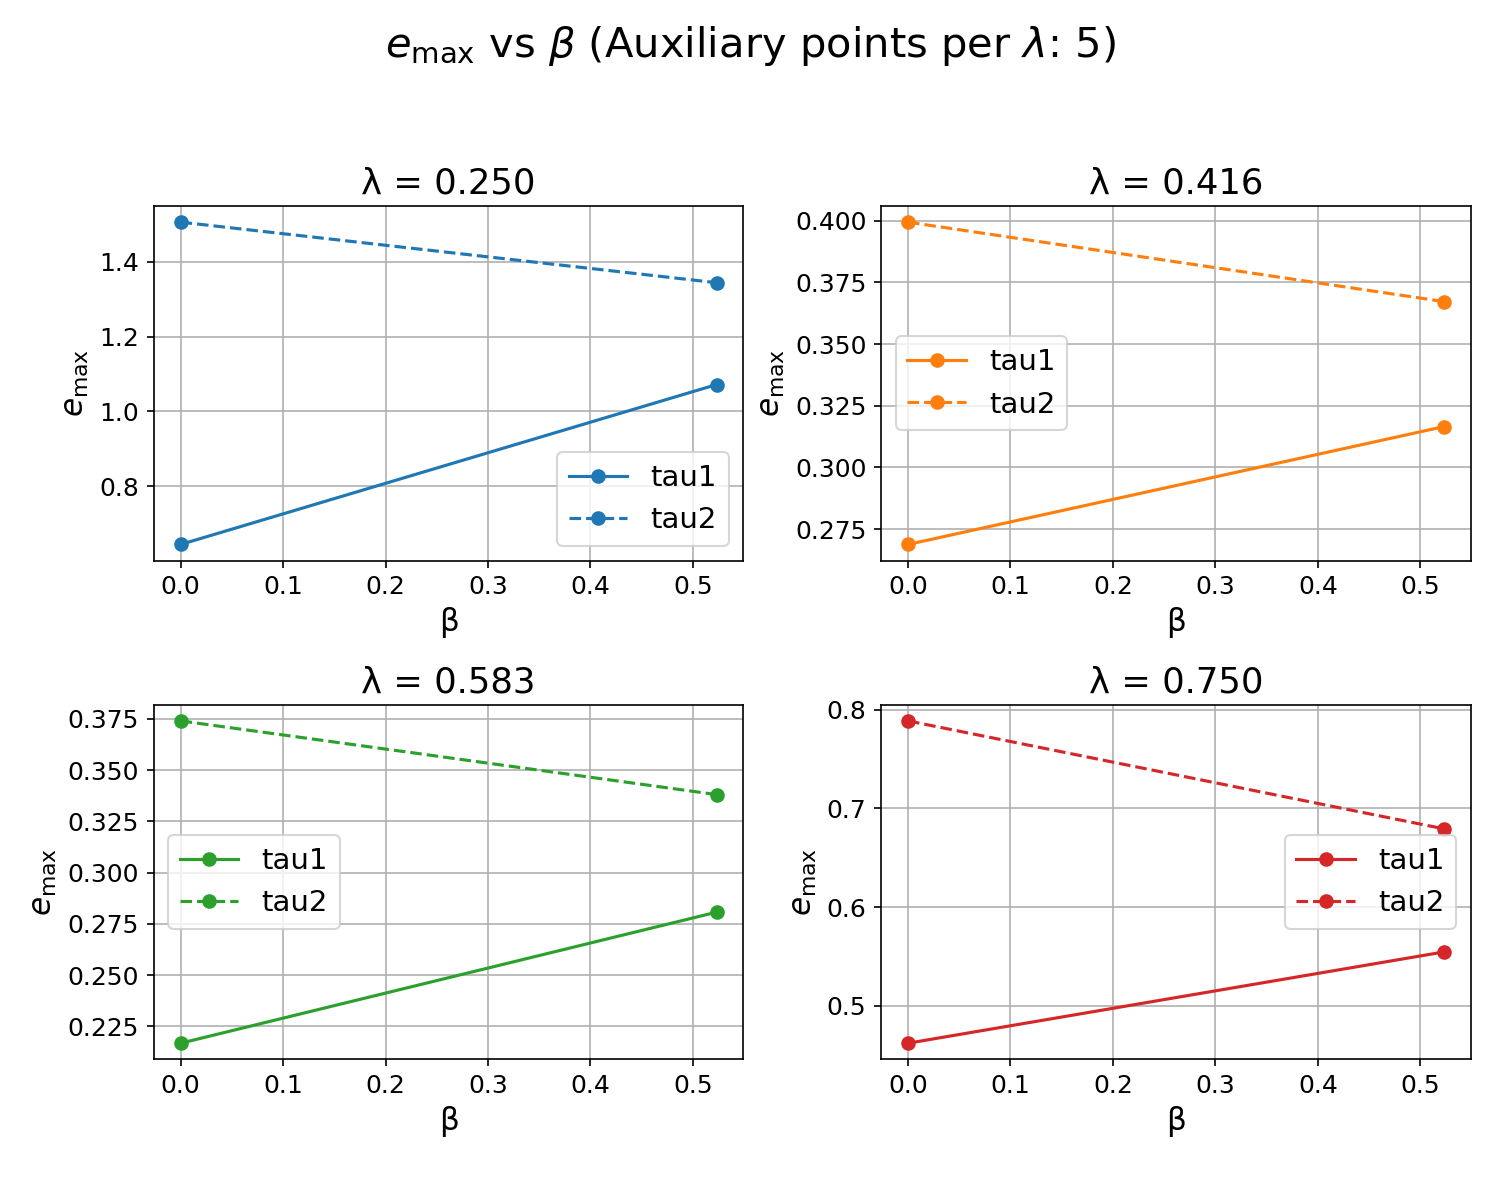 e_max vs β (Auxiliary points per λ: 5)
λ = 0.250
1.4
1.2
1.0
0.8
e_max
tau1
tau2
0.0 0.1 0.2 0.3 0.4 0.5
β
λ = 0.416
0.400
0.375
0.350
0.325
0.300
0.275
e_max
tau1
tau2
0.0 0.1 0.2 0.3 0.4 0.5
β
λ = 0.583
0.375
0.350
0.325
0.300
0.275
0.250
0.225
e_max
tau1
tau2
0.0 0.1 0.2 0.3 0.4 0.5
β
λ = 0.750
0.8
0.7
0.6
0.5
e_max
tau1
tau2
0.0 0.1 0.2 0.3 0.4 0.5
β